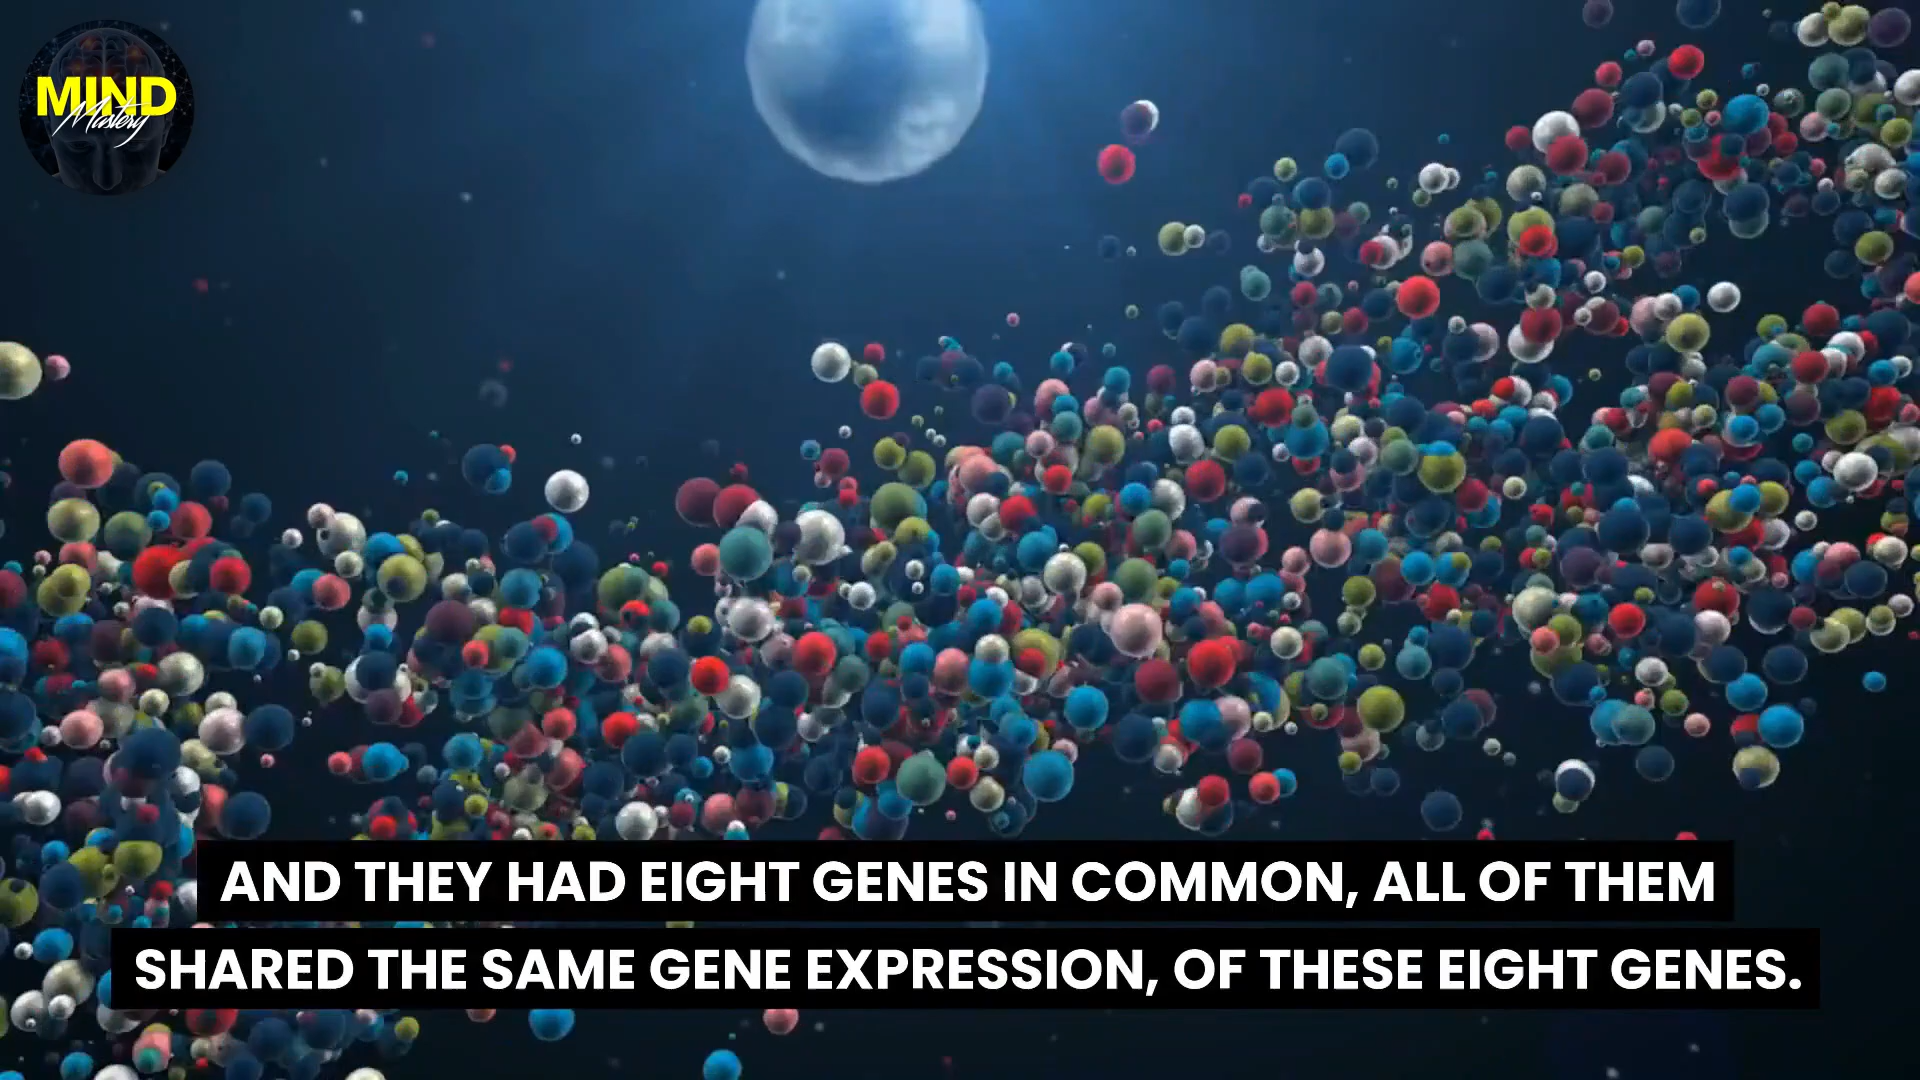 MIND
Mastery
AND THEY HAD EIGHT GENES IN COMMON, ALL OF THEM
SHARED THE SAME GENE EXPRESSION, OF THESE EIGHT GENES.